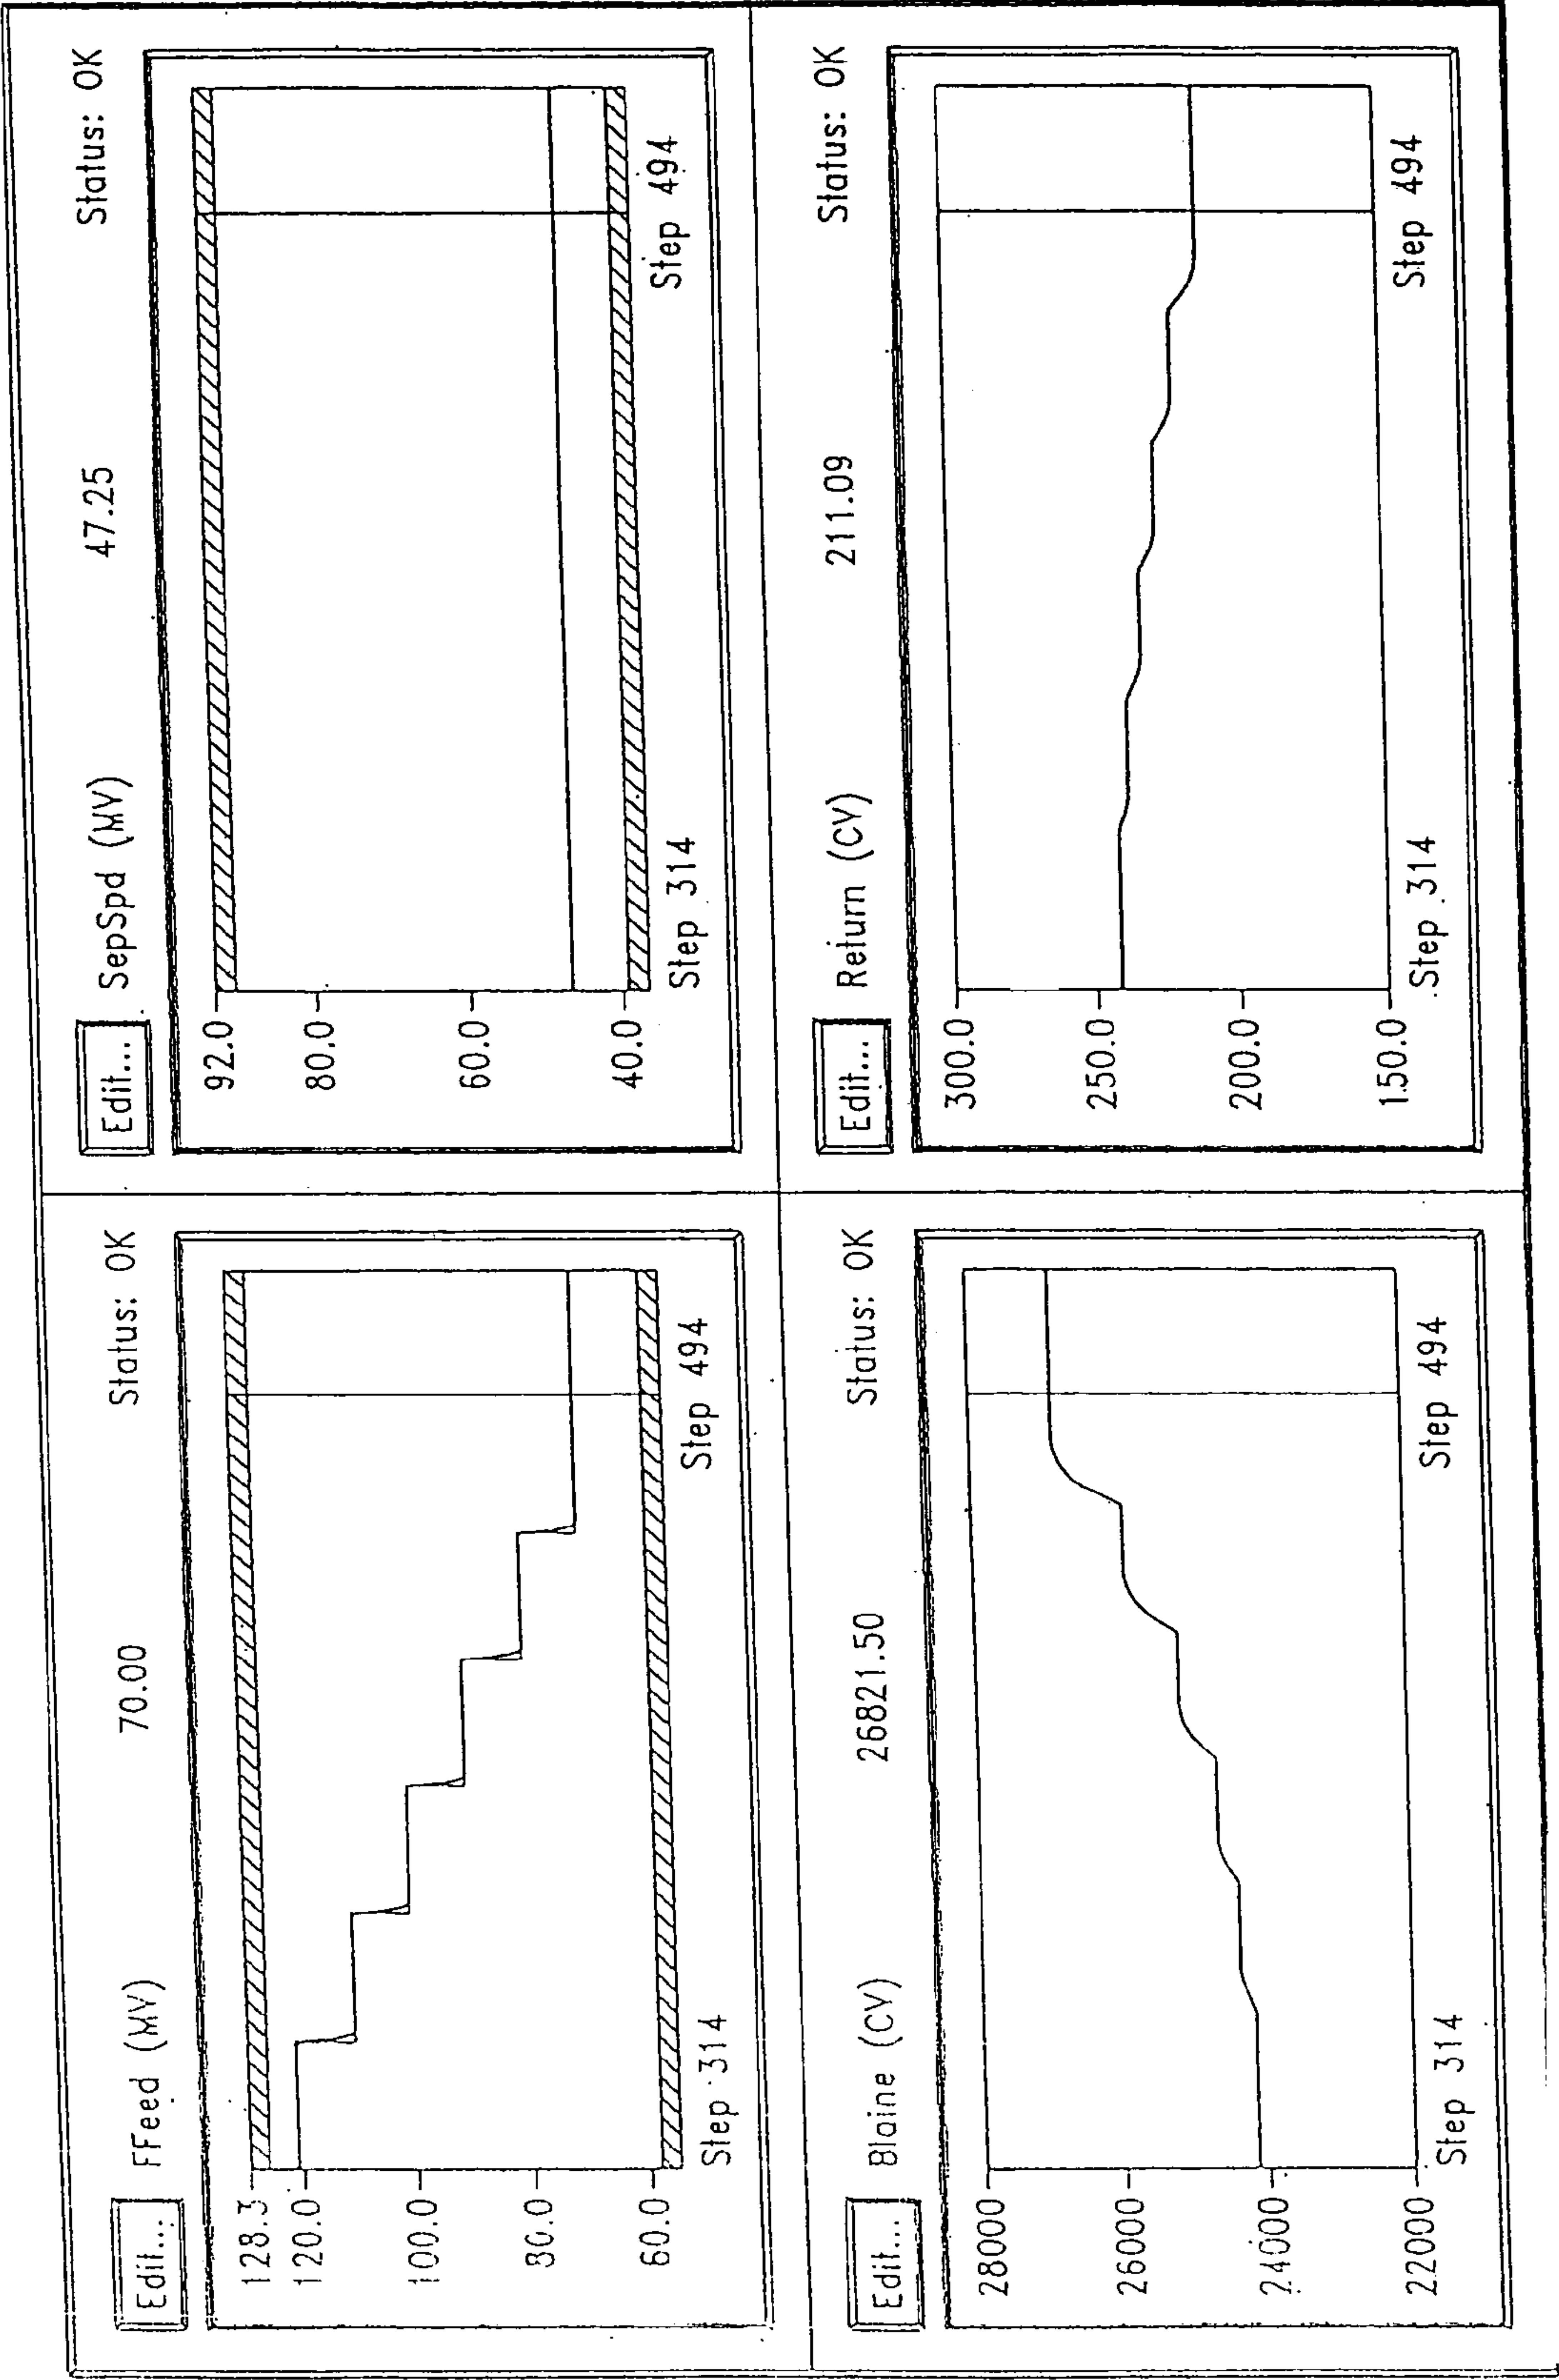 Edit... FFeed (MV) 70.00 Status: OK
128.3
120.0
100.0
80.0
60.0
Step 314 Step 494
Edit... SepSpd (MV) 47.25 Status: OK
92.0
80.0
60.0
40.0
Step 314 Step 494
Edit... Blaine (CV) 26821.50 Status: OK
28000
26000
24000
22000
Step 314 Step 494
Edit... Return (CV) 211.09 Status: OK
300.0
250.0
200.0
150.0
Step 314 Step 494